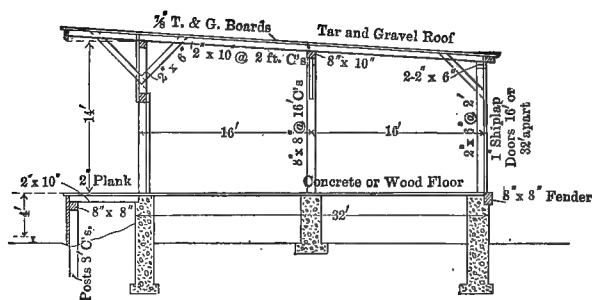 ⅞" T. & G. Boards
Tar and Gravel Roof
2" x 6"
2" x 10" @ 2 ft. C's
8" x 10"
2-2" x 6"
14'
16'
8" x 8" @ 16' C's
16'
2" x 6" @ 2'
1" Shiplap
Doors 16' or
32' apart
2" x 10"
2" Plank
Concrete or Wood Floor
8" x 8"
32'
8" x 8" Fender
4'
Posts 8' C's.